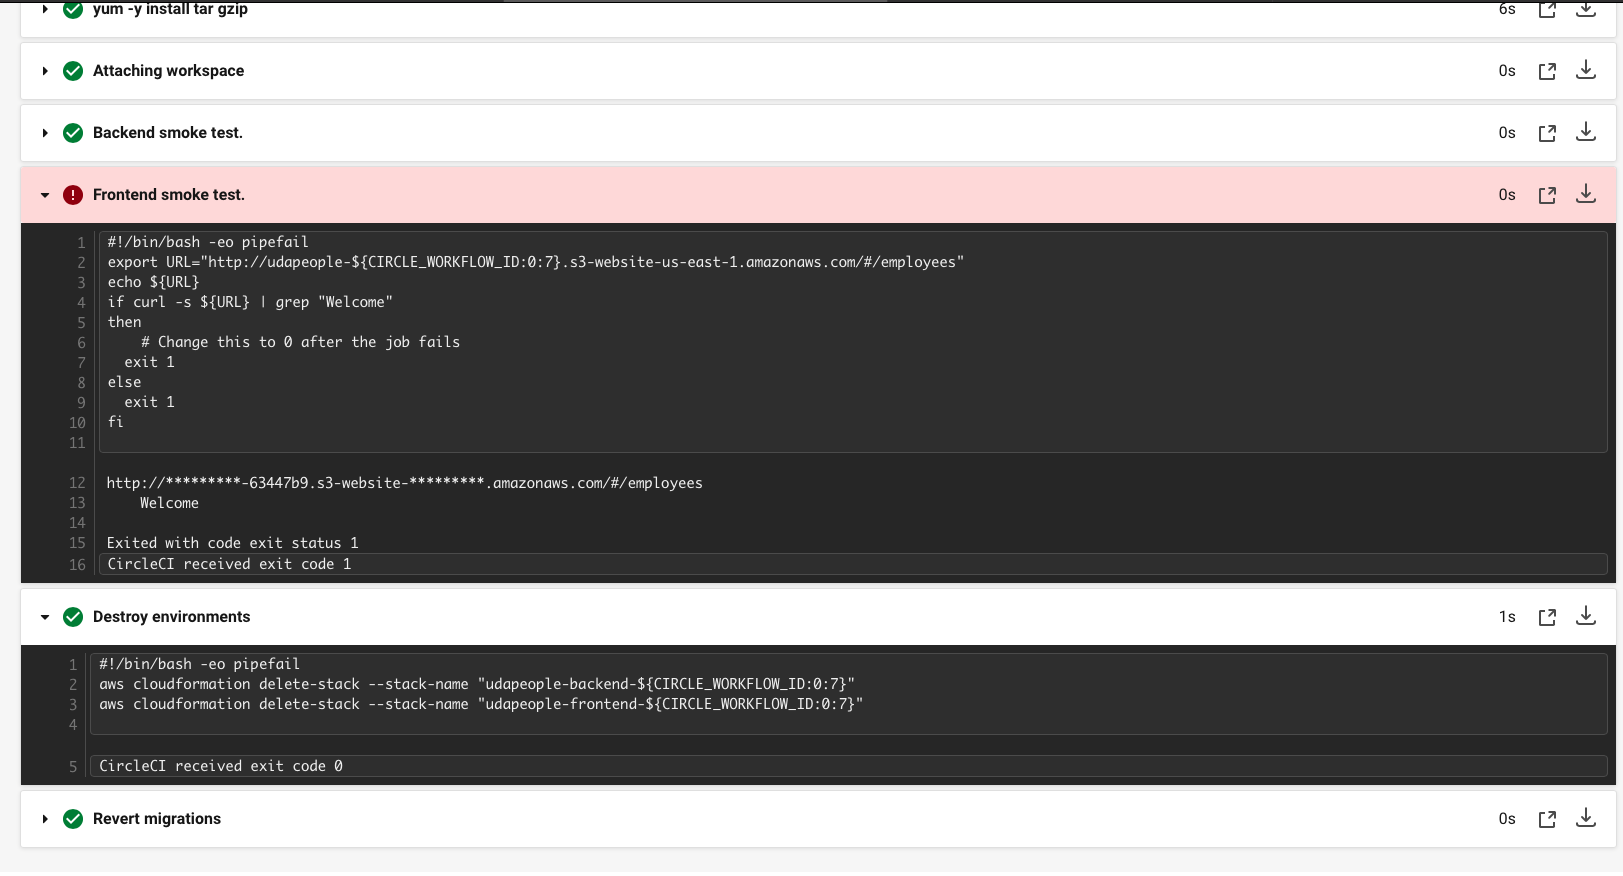 yum -y install tar gzip
6s
Attaching workspace
0s
Backend smoke test.
0s
Frontend smoke test.
0s
1 #!/bin/bash -eo pipefail
2 export URL="http://udapeople-${CIRCLE_WORKFLOW_ID:0:7}.s3-website-us-east-1.amazonaws.com/#/employees"
3 echo ${URL}
4 if curl -s ${URL} | grep "Welcome"
5 then
6     # Change this to 0 after the job fails
7   exit 1
8 else
9   exit 1
10 fi
11
12 http://*********-63447b9.s3-website-*********.amazonaws.com/#/employees
13     Welcome
14
15 Exited with code exit status 1
16 CircleCI received exit code 1
Destroy environments
1s
1 #!/bin/bash -eo pipefail
2 aws cloudformation delete-stack --stack-name "udapeople-backend-${CIRCLE_WORKFLOW_ID:0:7}"
3 aws cloudformation delete-stack --stack-name "udapeople-frontend-${CIRCLE_WORKFLOW_ID:0:7}"
4
5 CircleCI received exit code 0
Revert migrations
0s